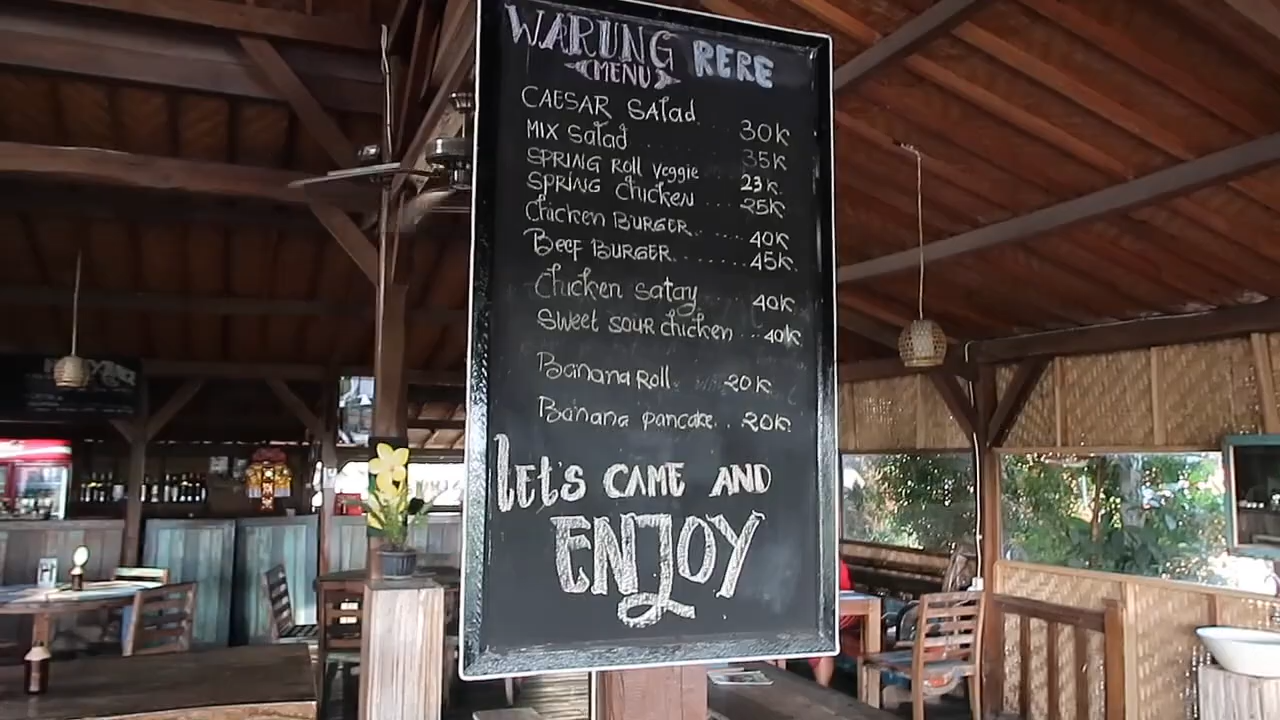 WARUNG RERE
MENU
CAESAR Salad . . 30K
MIX Salad . . . . . 35K
SPRING Roll Veggie 23K.
SPRING Chicken . . . 25K
Chicken BURGER. . . . . 40K
Beef BURGER. . . . . . . . 45K.
Chicken Satay . . . 40K
Sweet sour chicken . . . 40K
Banana Roll. 20K
Banana pancake. . 20K.
let's CAME AND
ENJOY